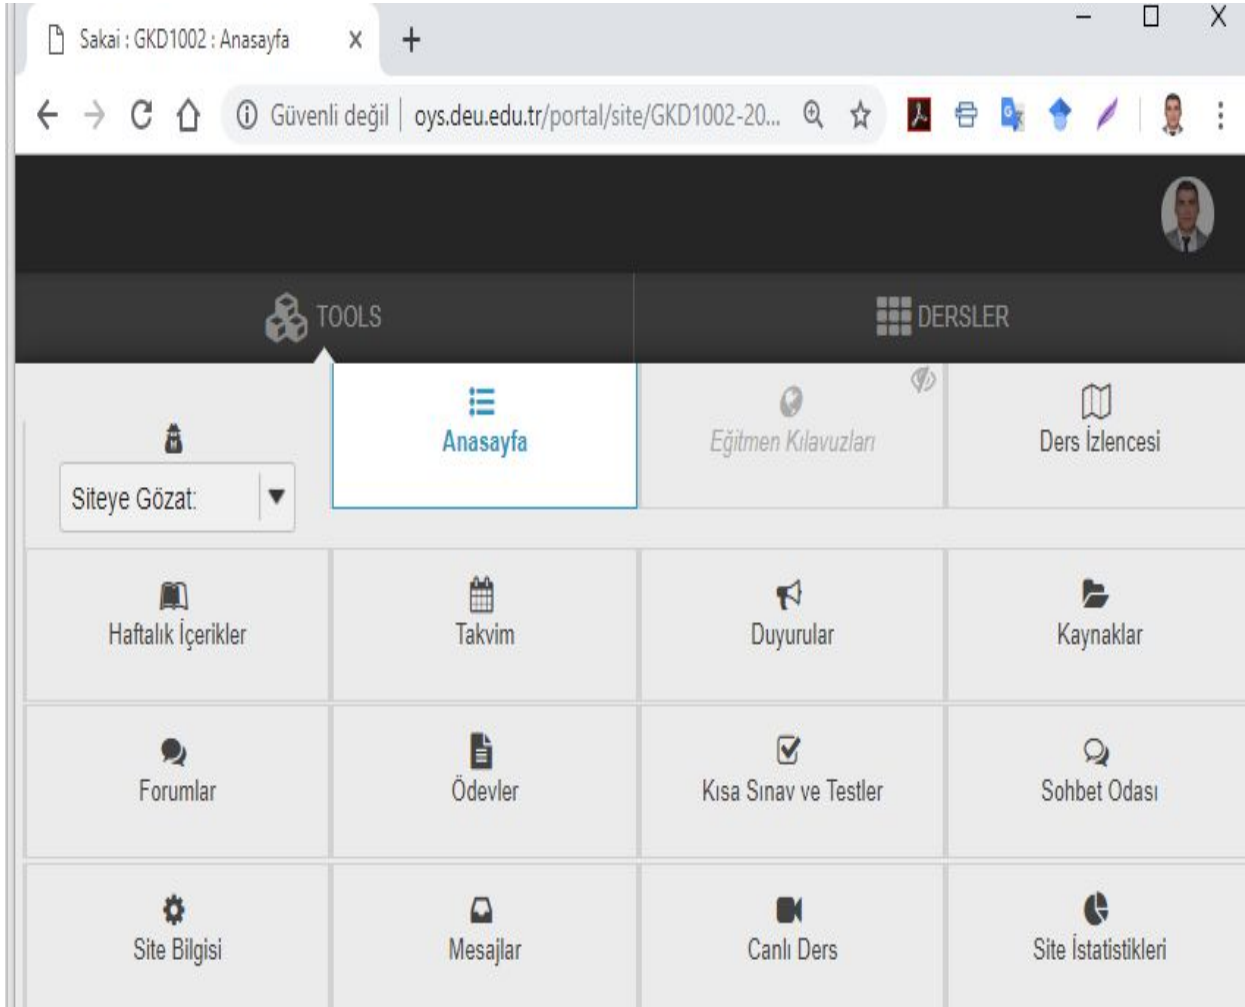 Sakai : GKD1002 : Anasayfa
Güvenli değil | oys.deu.edu.tr/portal/site/GKD1002-20...
TOOLS
DERSLER
Siteye Gözat:
Anasayfa
Eğitmen Kılavuzları
Ders İzlencesi
Haftalık İçerikler
Takvim
Duyurular
Kaynaklar
Forumlar
Ödevler
Kısa Sınav ve Testler
Sohbet Odası
Site Bilgisi
Mesajlar
Canlı Ders
Site İstatistikleri